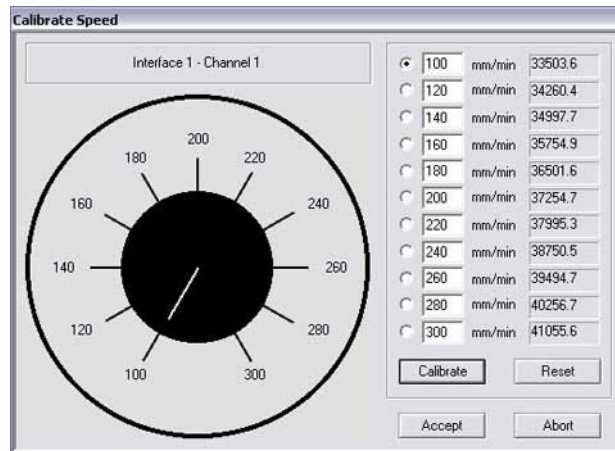 Calibrate Speed
Interface 1 - Channel 1
200
180
220
160
240
140
260
120
280
100
300
100 mm/min 33503.6
120 mm/min 34260.4
140 mm/min 34997.7
160 mm/min 35754.9
180 mm/min 36501.6
200 mm/min 37254.7
220 mm/min 37995.3
240 mm/min 38750.5
260 mm/min 39494.7
280 mm/min 40256.7
300 mm/min 41055.6
Calibrate Reset
Accept Abort